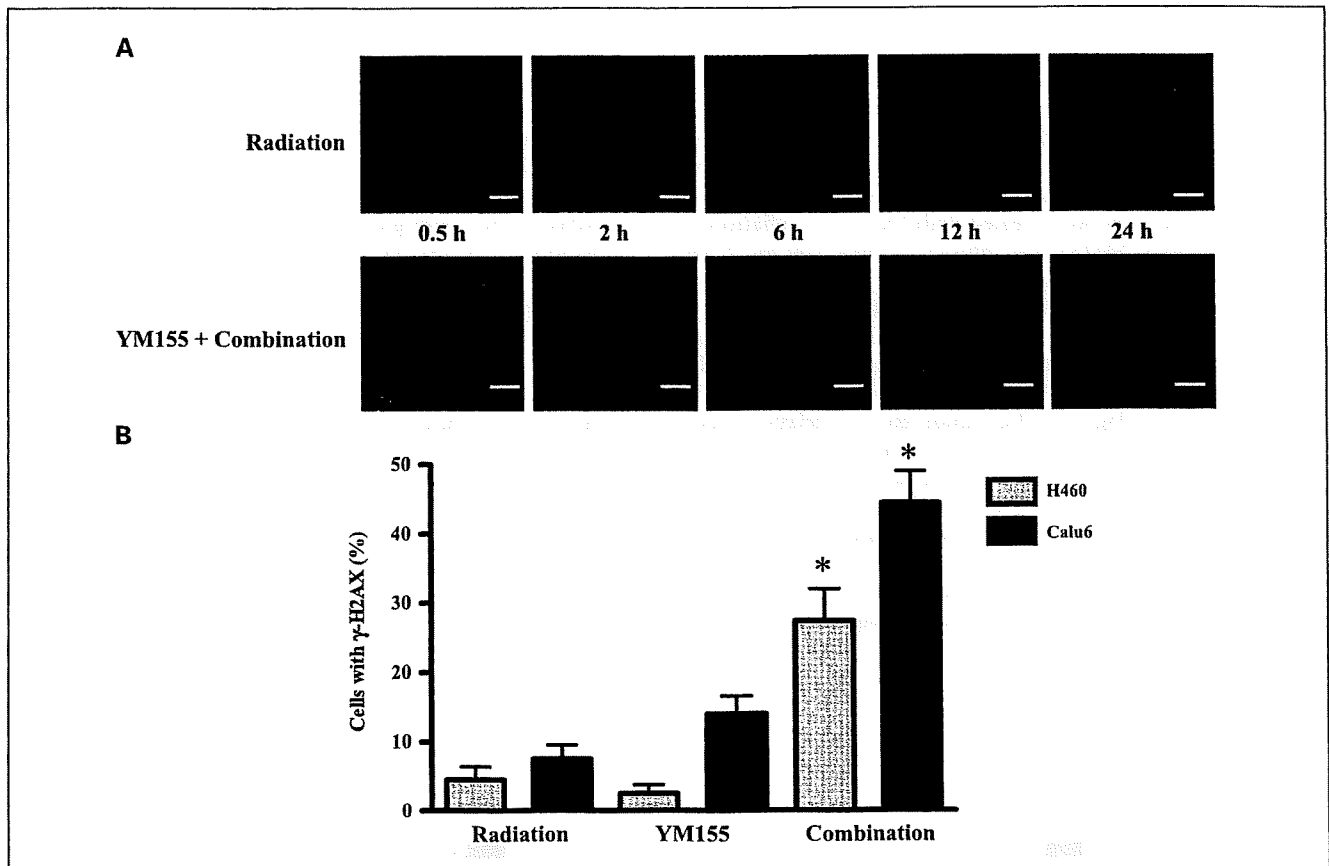 A
Radiation
0.5 h 2 h 6 h 12 h 24 h
YM155 + Combination
B
50
40
30
20
10
0
Cells with γ-H2AX (%)
*
*
H460
Calu6
Radiation YM155 Combination